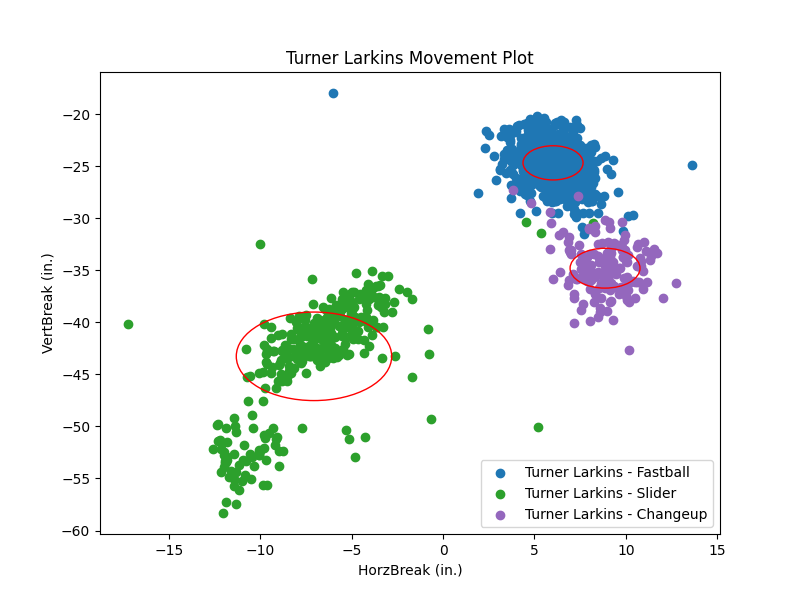 Turner Larkins Movement Plot
VertBreak (in.)
−20
−25
−30
−35
−40
−45
−50
−55
−60
Turner Larkins - Fastball
Turner Larkins - Slider
Turner Larkins - Changeup
−15
−10
−5
0
5
10
15
HorzBreak (in.)